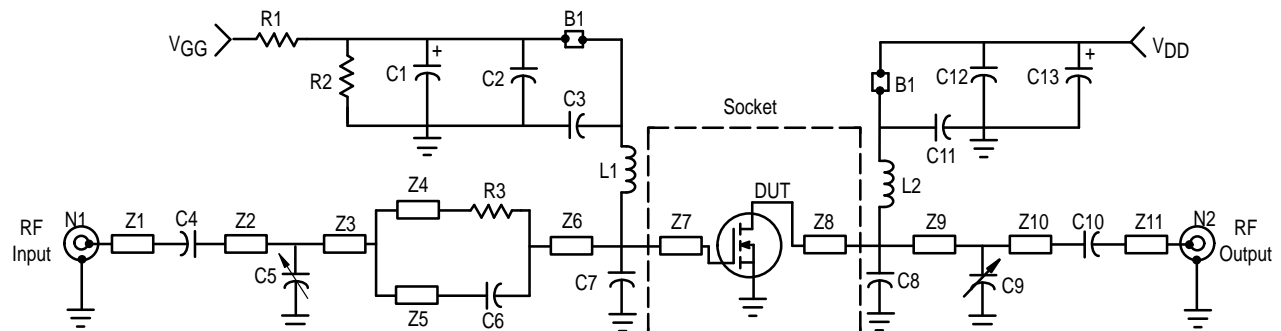 R1
B1
VGG
+
VDD
R2
C1
C2
C3
C12
C13
+
B1
Socket
C11
L1
L2
Z4
R3
DUT
RF
Input
N1
Z1
C4
Z2
Z3
Z6
Z7
Z8
Z9
Z10
C10
Z11
N2
RF
Output
C5
Z5
C6
C7
C8
C9